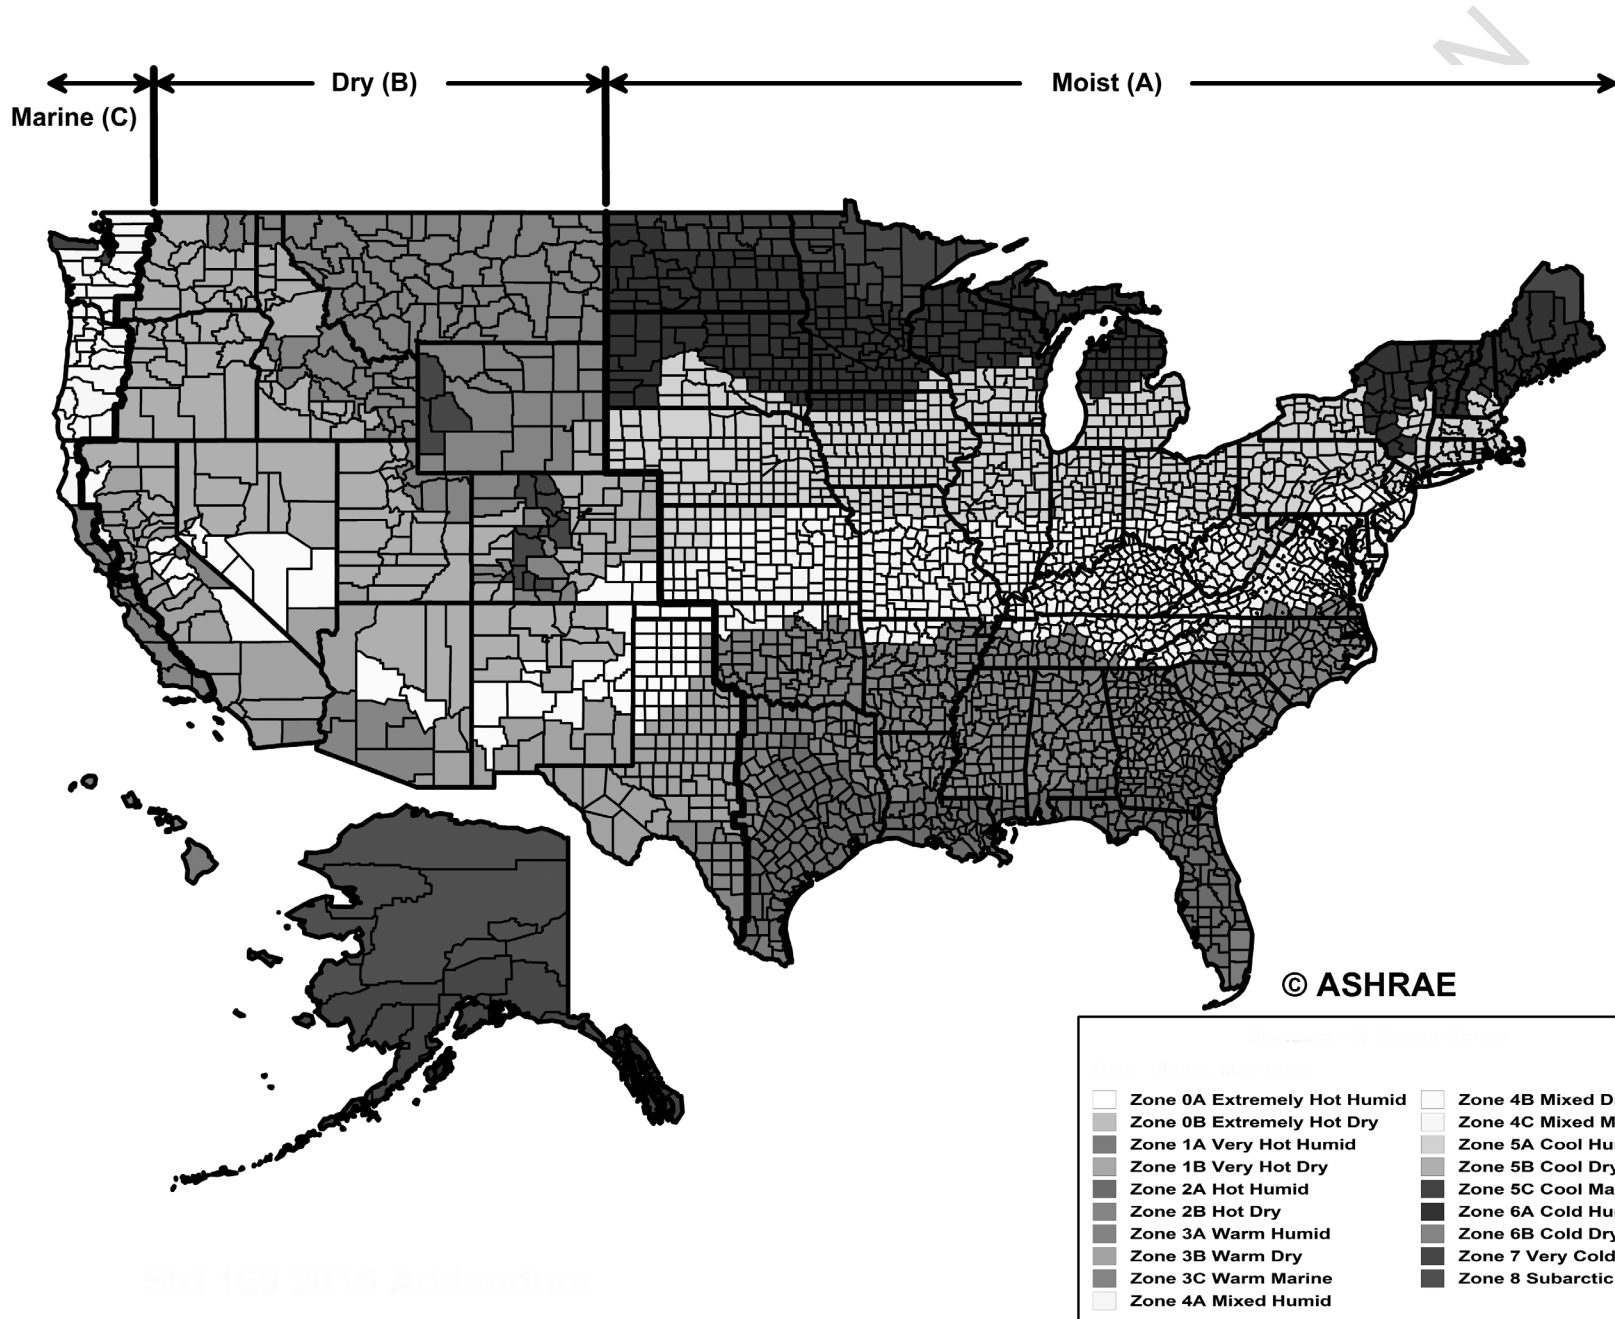 Dry (B)
Moist (A)
Marine (C)
© ASHRAE
Zone 0A Extremely Hot Humid
Zone 0B Extremely Hot Dry
Zone 1A Very Hot Humid
Zone 1B Very Hot Dry
Zone 2A Hot Humid
Zone 2B Hot Dry
Zone 3A Warm Humid
Zone 3B Warm Dry
Zone 3C Warm Marine
Zone 4A Mixed Humid
Zone 4B Mixed D
Zone 4C Mixed M
Zone 5A Cool Hu
Zone 5B Cool Dry
Zone 5C Cool Ma
Zone 6A Cold Hu
Zone 6B Cold Dry
Zone 7 Very Cold
Zone 8 Subarctic